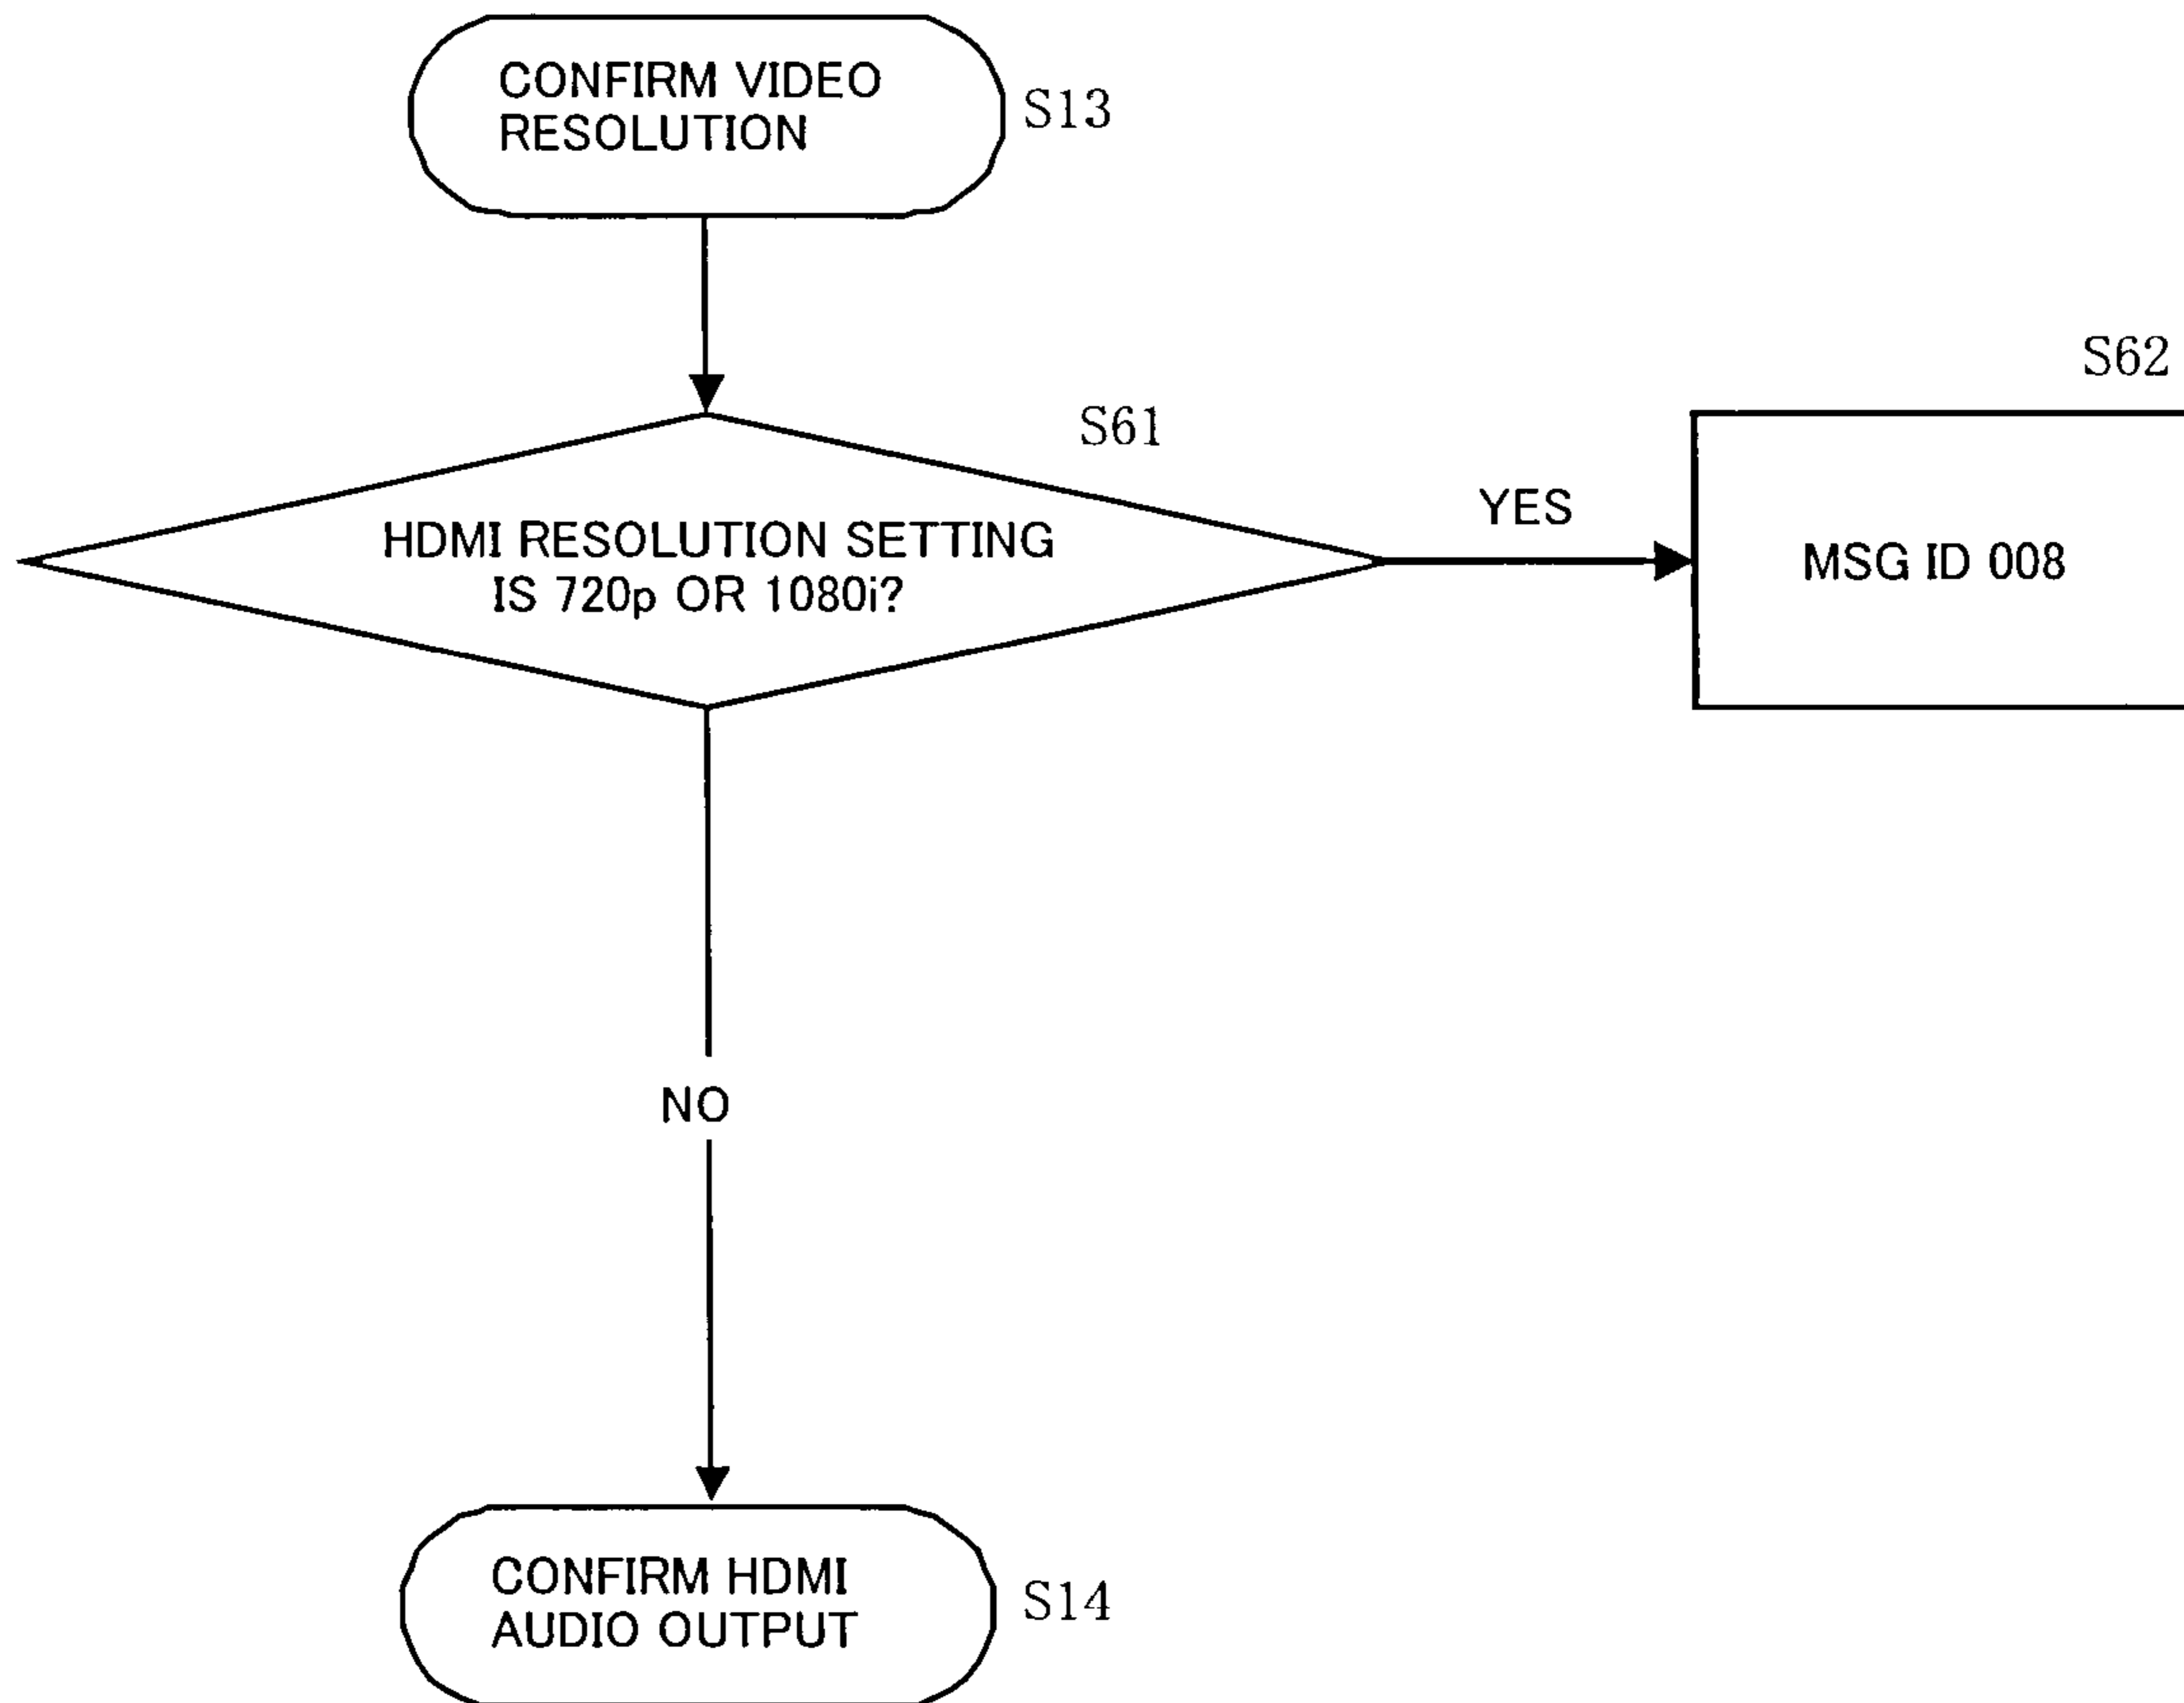 CONFIRM VIDEO
RESOLUTION
S13
S61
S62
HDMI RESOLUTION SETTING
IS 720p OR 1080i?
YES
MSG ID 008
NO
CONFIRM HDMI
AUDIO OUTPUT
S14